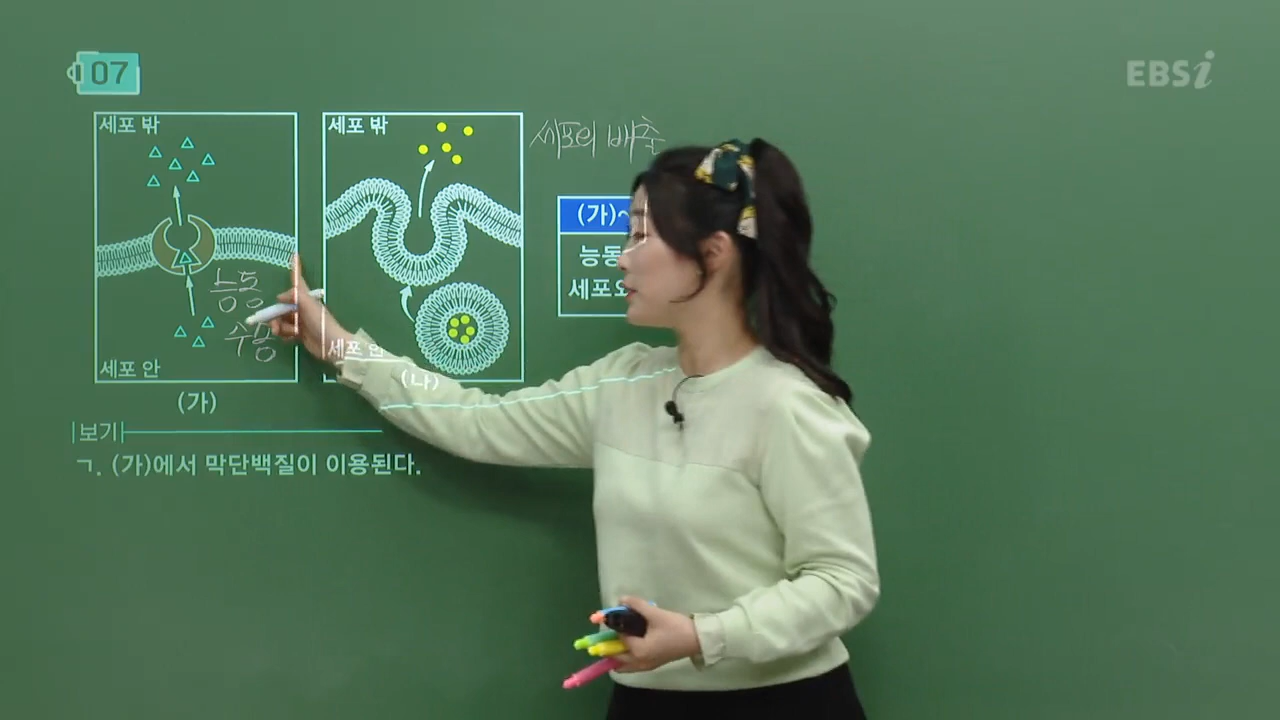 07
EBSi
세포 밖
세포 밖
세포외 배출
(가)~
능동
세포외
능동
수송
세포 안
세포 안
(가)
(나)
보기
ㄱ. (가)에서 막단백질이 이용된다.